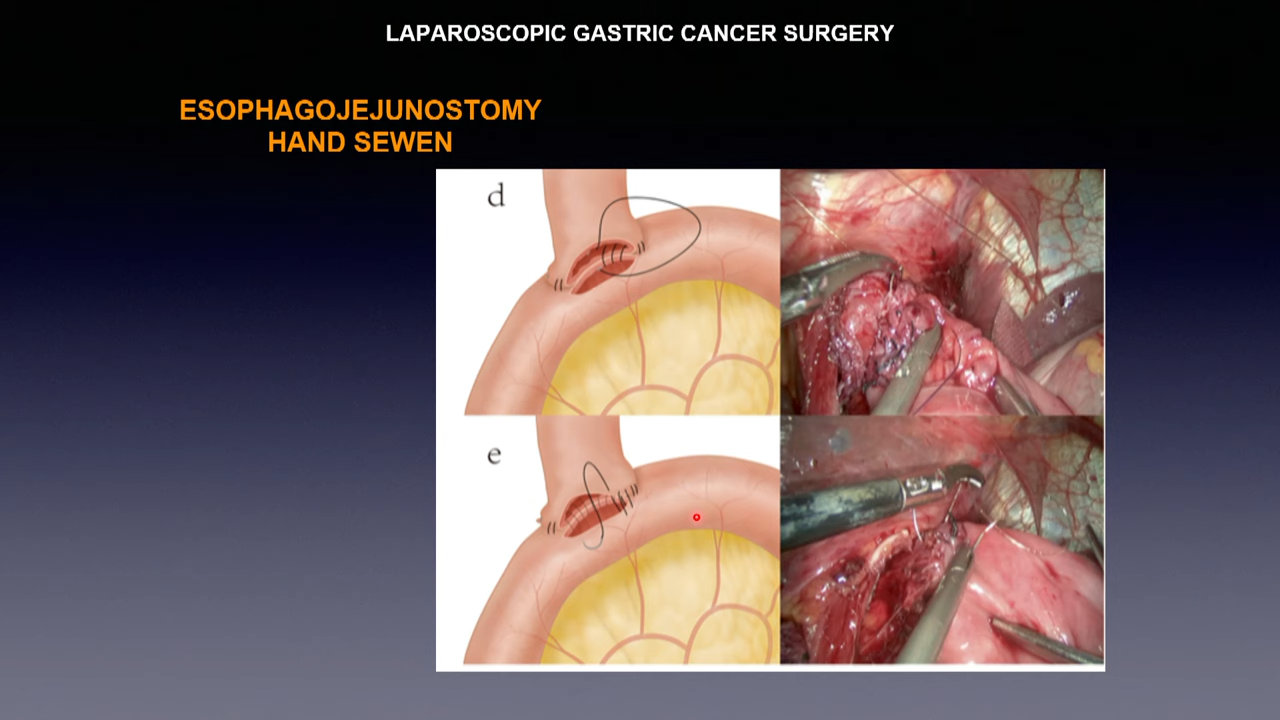 LAPAROSCOPIC GASTRIC CANCER SURGERY
ESOPHAGOJEJUNOSTOMY
HAND SEWEN
d
e